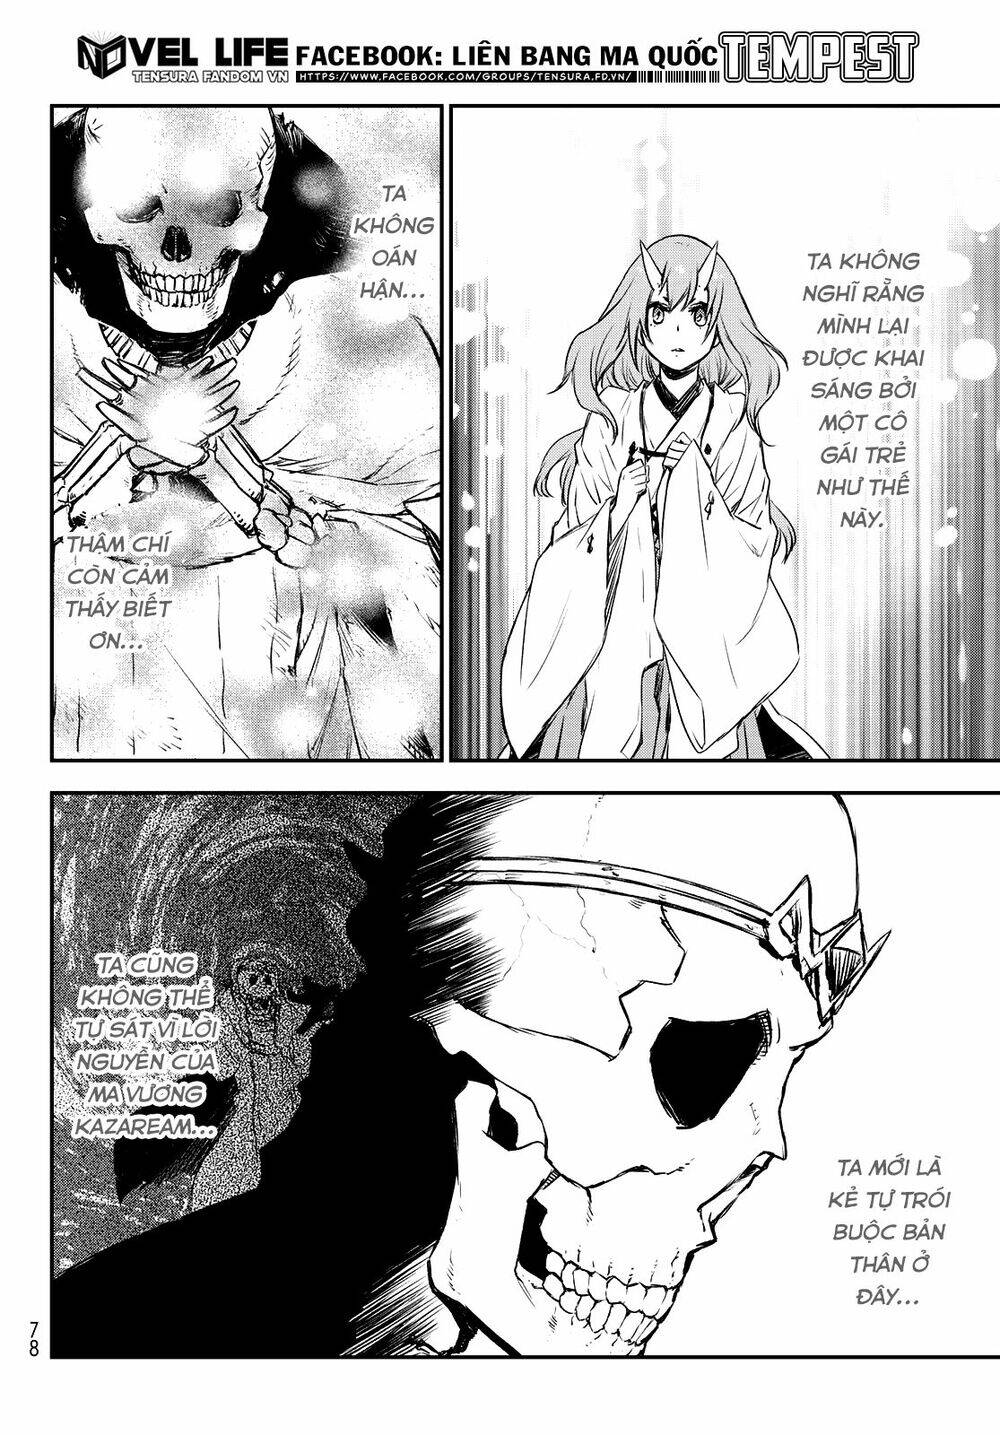 NOVEL LIFE
TENSURA FANDOM VN
FACEBOOK: LIÊN BANG MA QUỐC
HTTPS://WWW.FACEBOOK.COM/GROUPS/TENSURA.FD.VN/
TEMPEST
TA KHÔNG
NGHĨ RẰNG
MÌNH LẠI
ĐƯỢC KHAI
SÁNG BỞI
MỘT CÔ
GÁI TRẺ
NHƯ THẾ
NÀY.
TA
KHÔNG
OÁN
HẬN...
THẬM CHÍ
CÒN CẢM
THẤY BIẾT
ƠN...
TA CŨNG
KHÔNG THỂ
TỰ SÁT VÌ LỜI
NGUYỀN CỦA
MA VƯƠNG
KAZAREAM...
TA MỚI LÀ
KẺ TỰ TRÓI
BUỘC BẢN
THÂN Ở
ĐÂY...
78